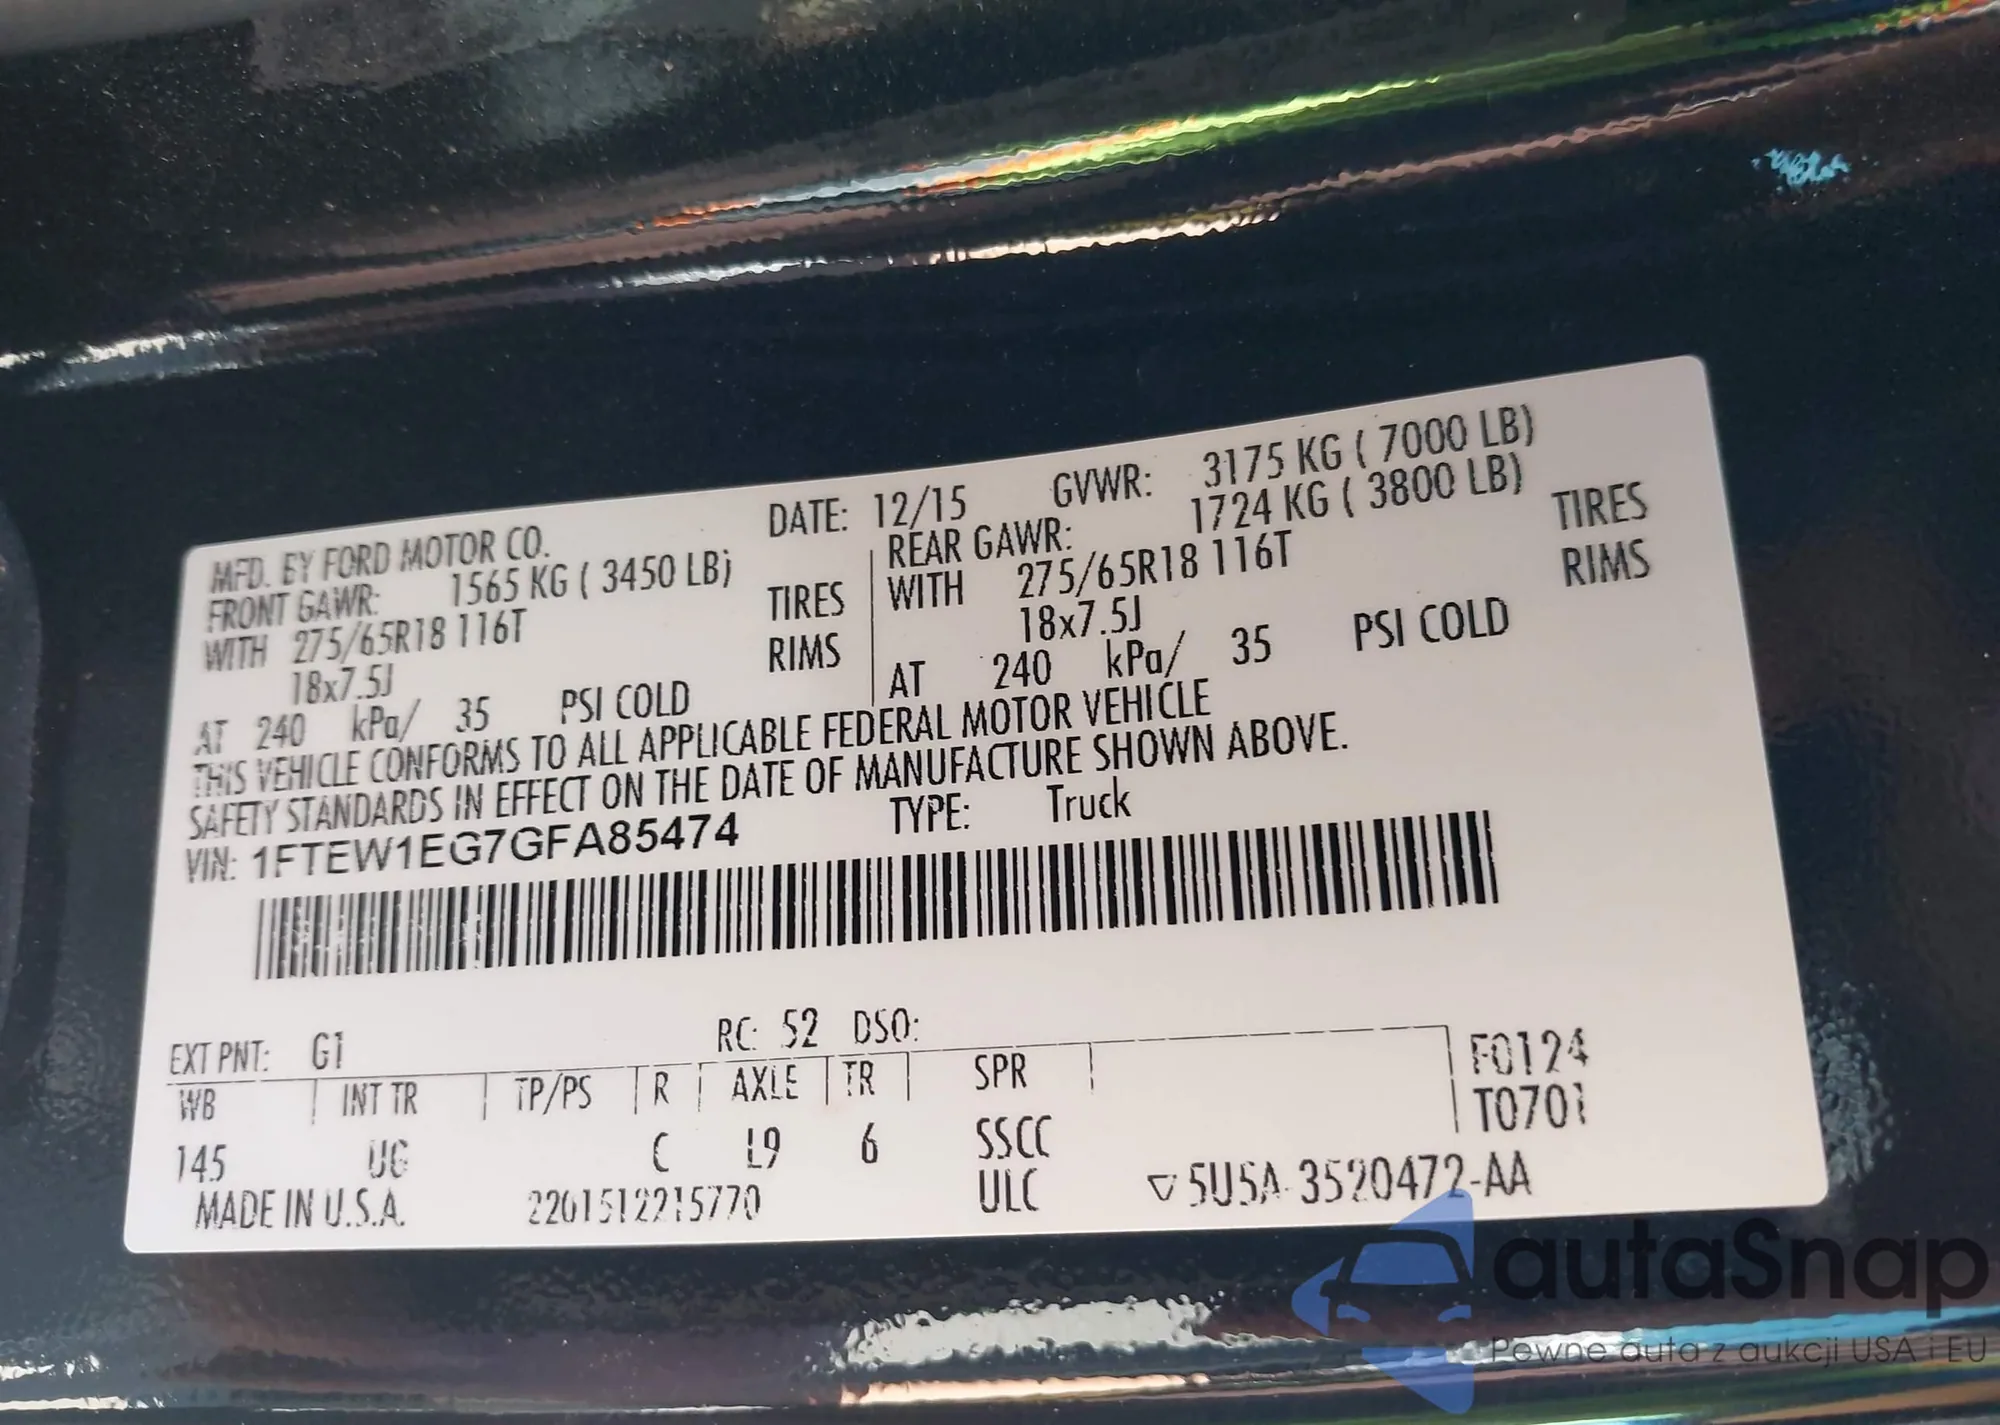 MFD. BY FORD MOTOR CO. DATE: 12/15 GVWR: 3175 KG ( 7000 LB)
FRONT GAWR: 1565 KG ( 3450 LB) REAR GAWR: 1724 KG ( 3800 LB)
WITH 275/65R18 116T TIRES WITH 275/65R18 116T TIRES
18x7.5J RIMS 18x7.5J RIMS
AT 240 kPa/ 35 PSI COLD AT 240 kPa/ 35 PSI COLD
THIS VEHICLE CONFORMS TO ALL APPLICABLE FEDERAL MOTOR VEHICLE
SAFETY STANDARDS IN EFFECT ON THE DATE OF MANUFACTURE SHOWN ABOVE.
VIN: 1FTEW1EG7GFA85474 TYPE: Truck
EXT PNT: G1 RC: 52 DSO:
WB INT TR TP/PS R AXLE TR SPR F0124
T0701
145 UG C L9 6 SSCC
MADE IN U.S.A. 2201512215770 ULC ▽5U5A-3520472-AA
autaSnap
Pewne auta z aukcji USA i EU